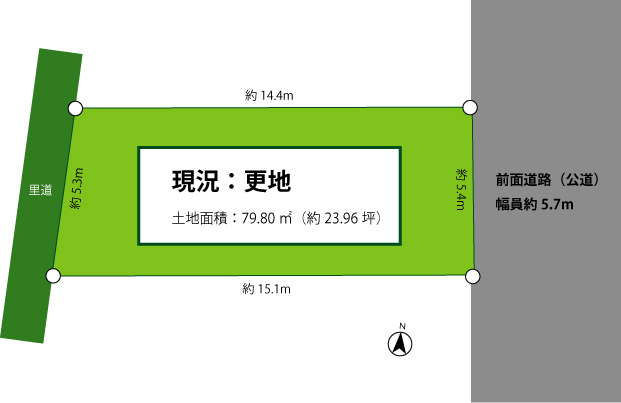 約 14.4m
里道
約 5.3m
現況：更地
土地面積：79.80 ㎡（約 23.96 坪）
約 5.4m
前面道路（公道）
幅員約 5.7m
約 15.1m
N